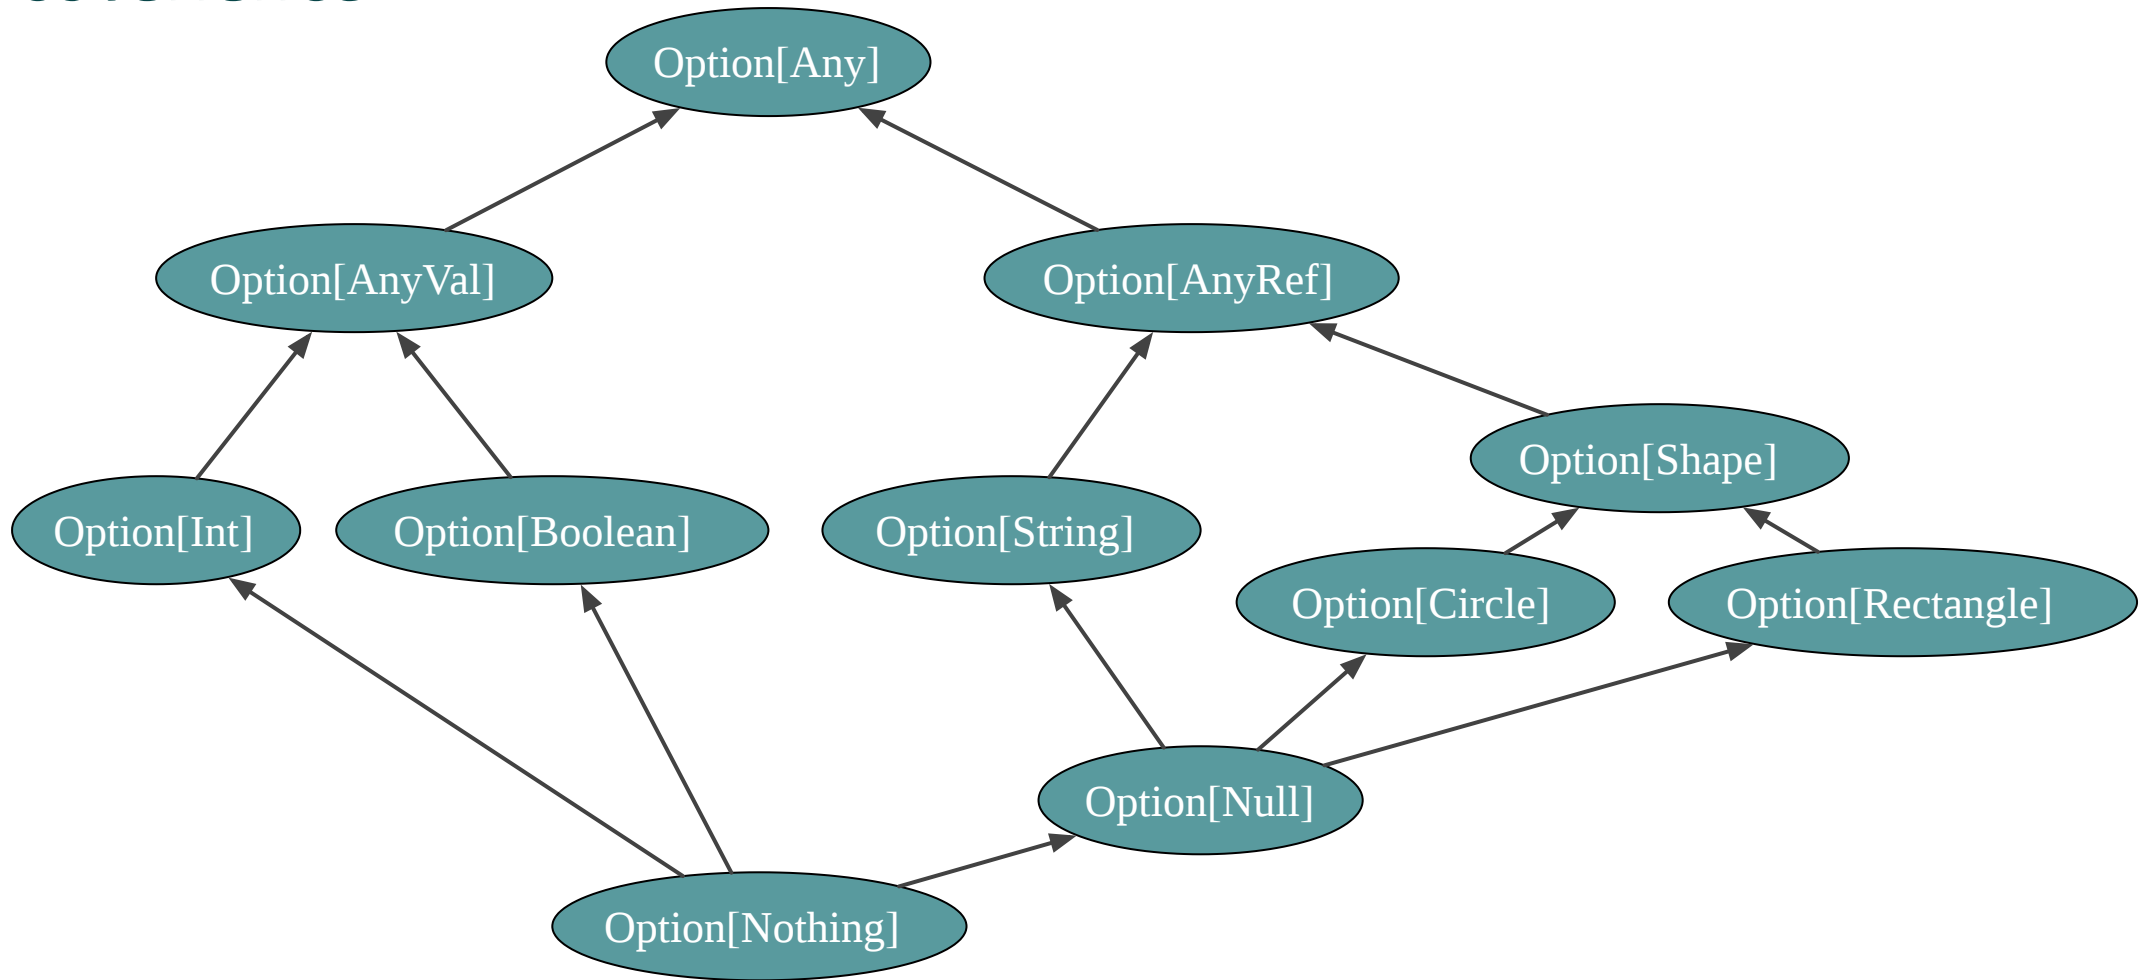 Option[Any]
Option[AnyVal]
Option[AnyRef]
Option[Shape]
Option[Int]
Option[Boolean]
Option[String]
Option[Circle]
Option[Rectangle]
Option[Null]
Option[Nothing]